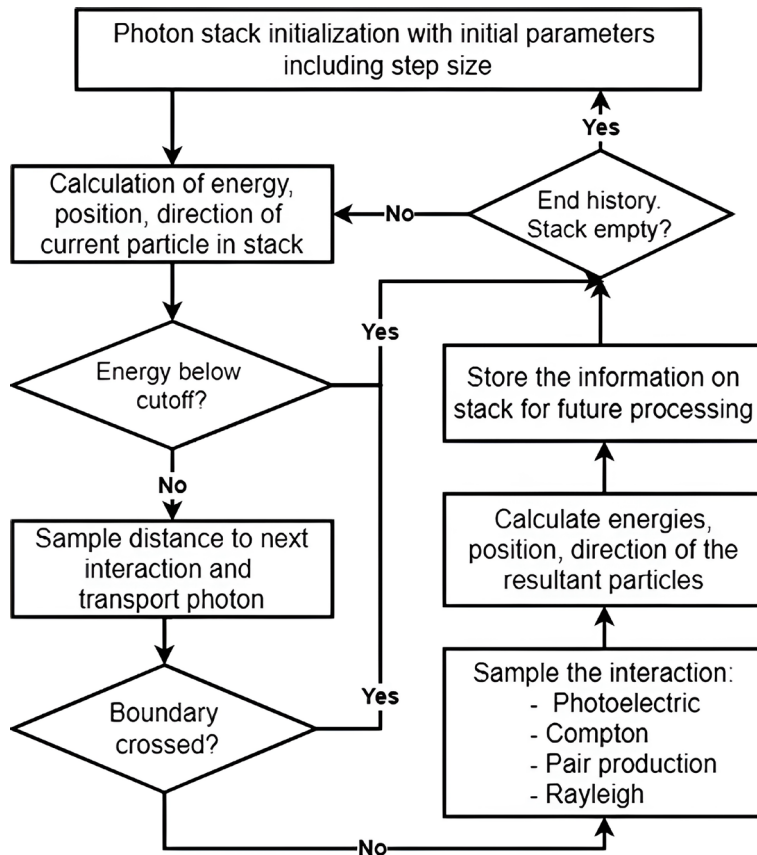 Photon stack initialization with initial parameters
including step size
Yes
Calculation of energy,
position, direction of
current particle in stack
No
End history.
Stack empty?
Yes
Energy below
cutoff?
Store the information on
stack for future processing
No
Sample distance to next
interaction and
transport photon
Calculate energies,
position, direction of the
resultant particles
Yes
Boundary
crossed?
Sample the interaction:
- Photoelectric
- Compton
- Pair production
- Rayleigh
No